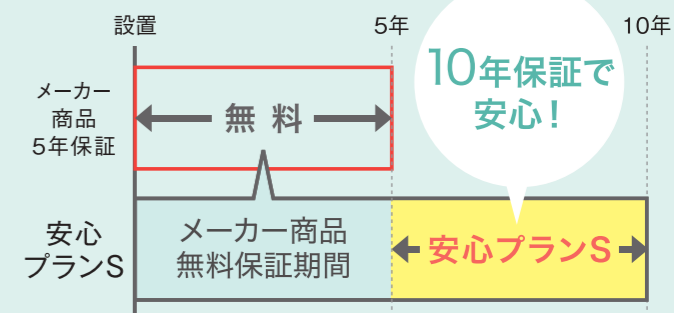 設置
5年
10年
10年保証で
安心！
メーカー
商品
5年保証
無料
安心
プランS
メーカー商品
無料保証期間
安心プランS